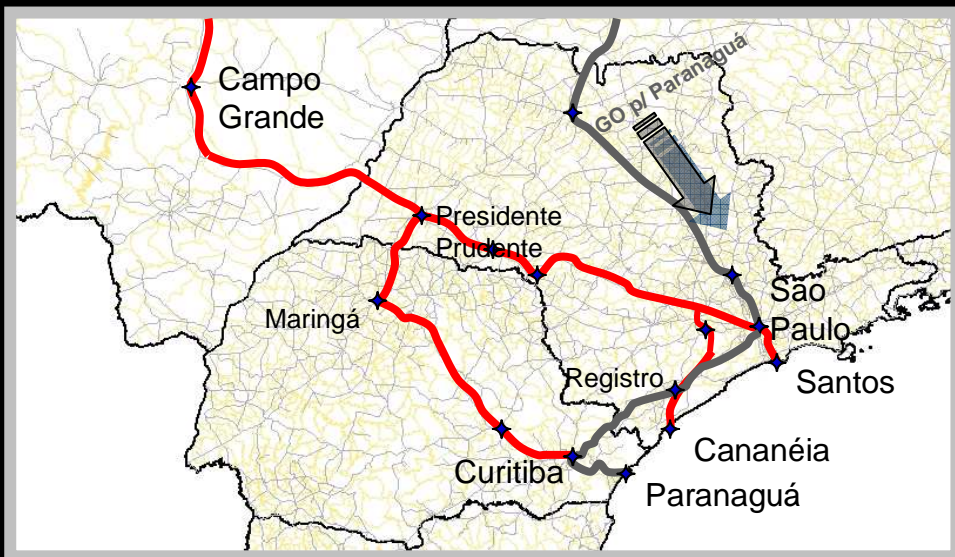 Campo
Grande
GO p/ Paranaguá
Presidente
Prudente
Maringá
São
Paulo
Registro
Santos
Cananéia
Curitiba
Paranaguá